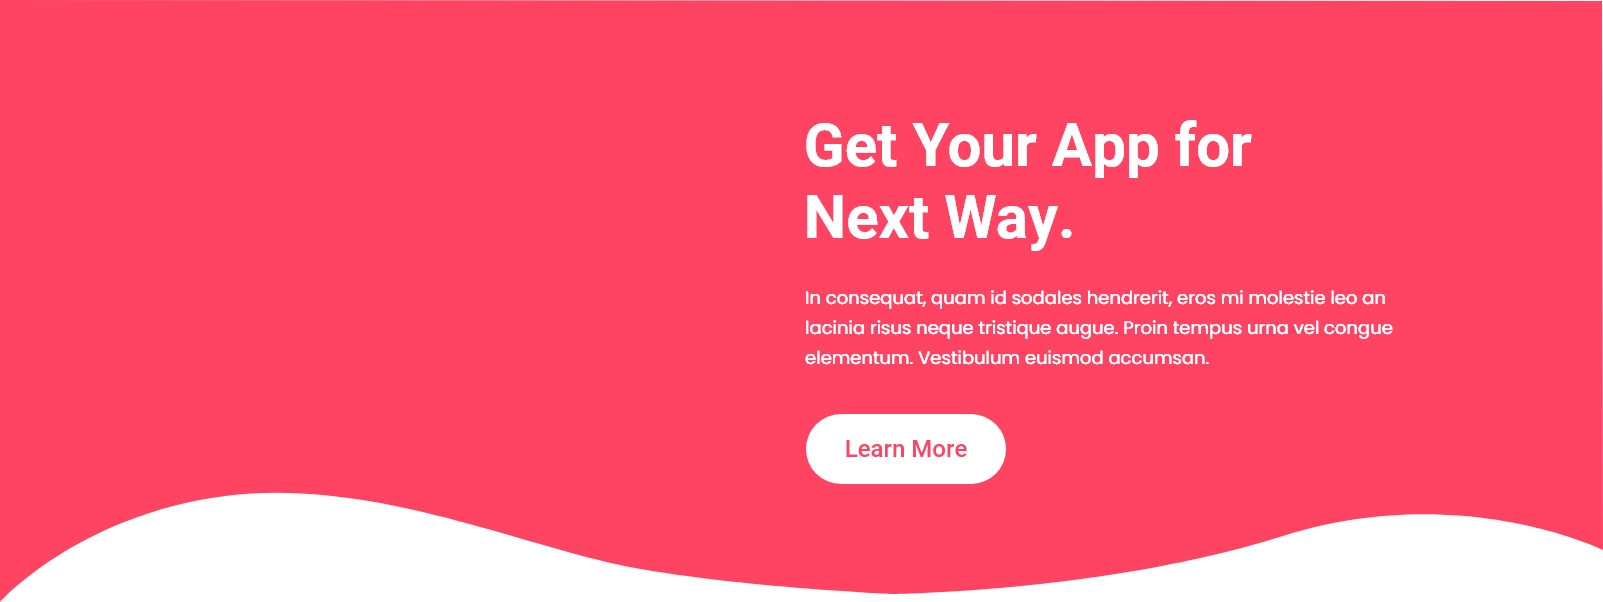 Get Your App for
Next Way.
In consequat, quam id sodales hendrerit, eros mi molestie leo an
lacinia risus neque tristique augue. Proin tempus urna vel congue
elementum. Vestibulum euismod accumsan.
Learn More